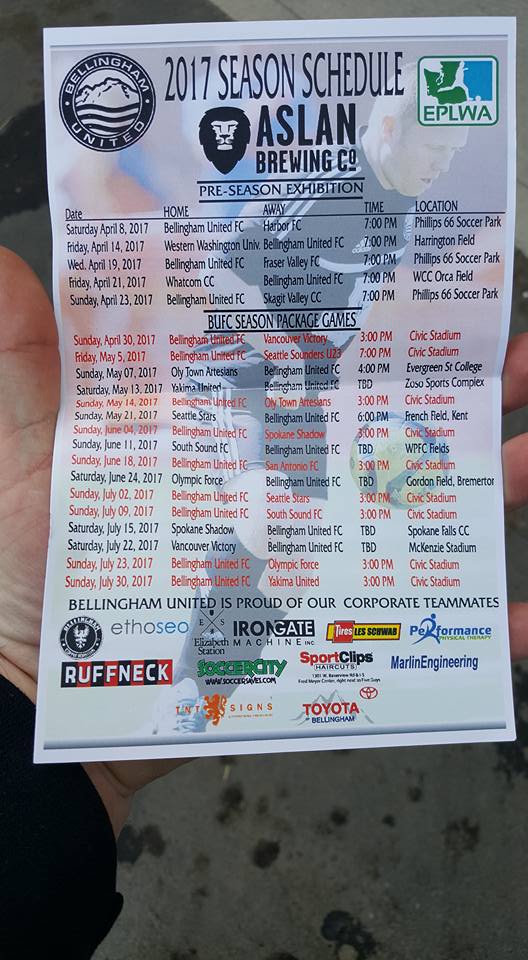 BELLINGHAM UNITED
2017 SEASON SCHEDULE
EPLWA
ASLAN
BREWING CO.
PRE-SEASON EXHIBITION
Date HOME AWAY TIME LOCATION
Saturday April 8, 2017 Bellingham United FC Harbor FC 7:00 PM Phillips 66 Soccer Park
Friday, April 14, 2017 Western Washington Univ. Bellingham United FC 7:00 PM Harrington Field
Wed. April 19, 2017 Bellingham United FC Fraser Valley FC 7:00 PM Phillips 66 Soccer Park
Friday, April 21, 2017 Whatcom CC Bellingham United FC 7:00 PM WCC Orca Field
Sunday, April 23, 2017 Bellingham United FC Skagit Valley CC 7:00 PM Phillips 66 Soccer Park
BUFC SEASON PACKAGE GAMES
Sunday, April 30, 2017 Bellingham United FC Vancouver Victory 3:00 PM Civic Stadium
Friday, May 5, 2017 Bellingham United FC Seattle Sounders U23 7:00 PM Civic Stadium
Sunday, May 07, 2017 Oly Town Artesians Bellingham United FC 4:00 PM Evergreen St College
Saturday, May 13, 2017 Yakima United Bellingham United FC TBD Zoso Sports Complex
Sunday, May 14, 2017 Bellingham United FC Oly Town Artesians 3:00 PM Civic Stadium
Sunday, May 21, 2017 Seattle Stars Bellingham United FC 6:00 PM French Field, Kent
Sunday, June 04, 2017 Bellingham United FC Spokane Shadow 3:00 PM Civic Stadium
Sunday, June 11, 2017 South Sound FC Bellingham United FC TBD WPFC Fields
Sunday, June 18, 2017 Bellingham United FC San Antonio FC 3:00 PM Civic Stadium
Saturday, June 24, 2017 Olympic Force Bellingham United FC TBD Gordon Field, Bremerton
Sunday, July 02, 2017 Bellingham United FC Seattle Stars 3:00 PM Civic Stadium
Sunday, July 09, 2017 Bellingham United FC South Sound FC 3:00 PM Civic Stadium
Saturday, July 15, 2017 Spokane Shadow Bellingham United FC TBD Spokane Falls CC
Saturday, July 22, 2017 Vancouver Victory Bellingham United FC TBD McKenzie Stadium
Sunday, July 23, 2017 Bellingham United FC Olympic Force 3:00 PM Civic Stadium
Sunday, July 30, 2017 Bellingham United FC Yakima United 3:00 PM Civic Stadium
BELLINGHAM UNITED IS PROUD OF OUR CORPORATE TEAMMATES
ethoseo E S Elizabeth Station IRONGATE MACHINE INC. Tires LES SCHWAB Performance PHYSICAL THERAPY
RUFFNECK SOCCERCITY WWW.SOCCERSAVES.COM SportClips HAIRCUTS MarlinEngineering
Fred Meyer Center, right next to Five Guys
TNT SIGNS TOYOTA
BELLINGHAM